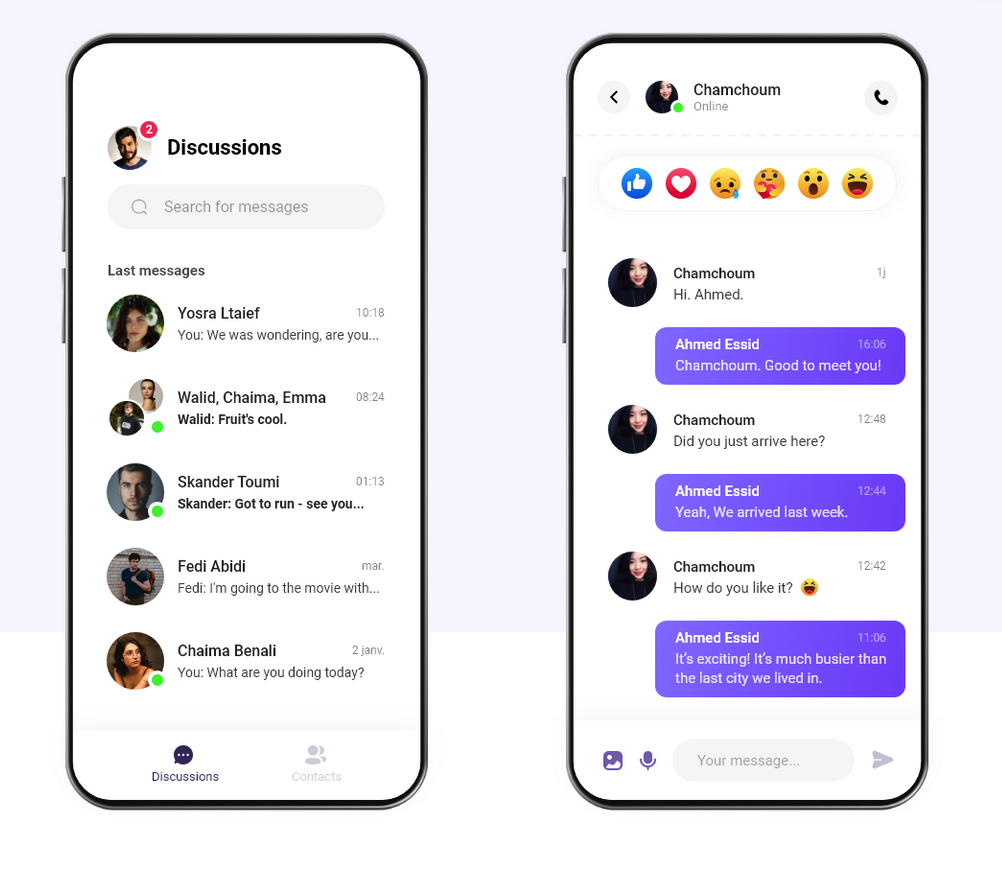 2
Discussions
Search for messages
Last messages
Yosra Ltaief 10:18
You: We was wondering, are you...
Walid, Chaima, Emma 08:24
Walid: Fruit's cool.
Skander Toumi 01:13
Skander: Got to run - see you...
Fedi Abidi mar.
Fedi: I'm going to the movie with...
Chaima Benali 2 janv.
You: What are you doing today?
Discussions Contacts
Chamchoum
Online
Chamchoum 1j
Hi. Ahmed.
Ahmed Essid 16:06
Chamchoum. Good to meet you!
Chamchoum 12:48
Did you just arrive here?
Ahmed Essid 12:44
Yeah, We arrived last week.
Chamchoum 12:42
How do you like it? 😆
Ahmed Essid 11:06
It's exciting! It's much busier than
the last city we lived in.
Your message...